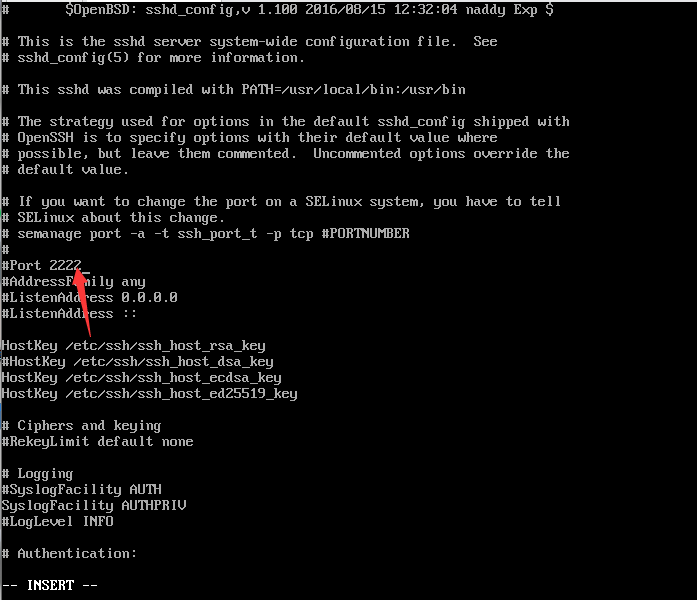 #       $OpenBSD: sshd_config,v 1.100 2016/08/15 12:32:04 naddy Exp $
# This is the sshd server system-wide configuration file.  See
# sshd_config(5) for more information.
# This sshd was compiled with PATH=/usr/local/bin:/usr/bin
# The strategy used for options in the default sshd_config shipped with
# OpenSSH is to specify options with their default value where
# possible, but leave them commented.  Uncommented options override the
# default value.
# If you want to change the port on a SELinux system, you have to tell
# SELinux about this change.
# semanage port -a -t ssh_port_t -p tcp #PORTNUMBER
#
#Port 2222
#AddressFamily any
#ListenAddress 0.0.0.0
#ListenAddress ::
HostKey /etc/ssh/ssh_host_rsa_key
#HostKey /etc/ssh/ssh_host_dsa_key
HostKey /etc/ssh/ssh_host_ecdsa_key
HostKey /etc/ssh/ssh_host_ed25519_key
# Ciphers and keying
#RekeyLimit default none
# Logging
#SyslogFacility AUTH
SyslogFacility AUTHPRIV
#LogLevel INFO
# Authentication:
-- INSERT --